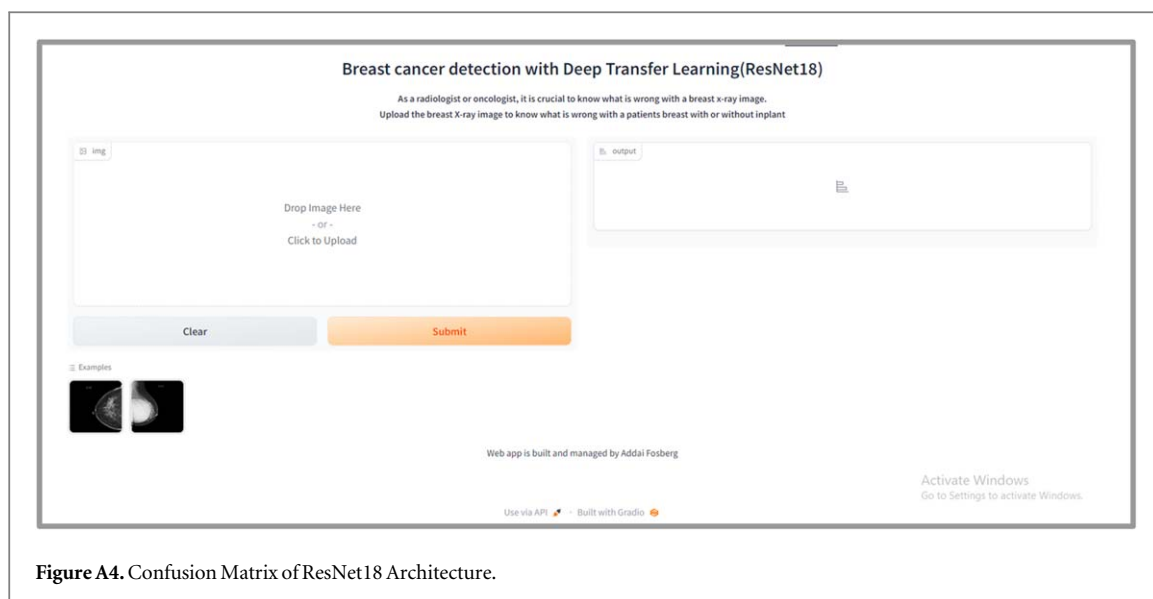 Breast cancer detection with Deep Transfer Learning(ResNet18)
As a radiologist or oncologist, it is crucial to know what is wrong with a breast x-ray image.
Upload the breast X-ray image to know what is wrong with a patients breast with or without inplant
img
output
Drop Image Here
- or -
Click to Upload
Clear
Submit
Examples
Web app is built and managed by Addai Fosberg
Activate Windows
Go to Settings to activate Windows.
Use via API · Built with Gradio
Figure A4. Confusion Matrix of ResNet18 Architecture.